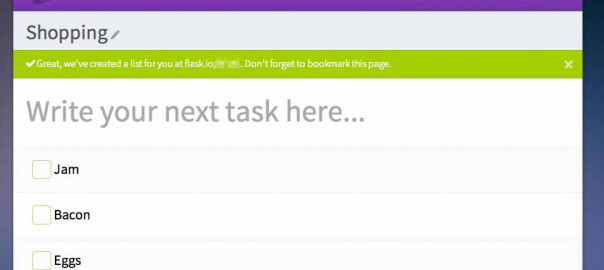 Shopping
Great, we've created a list for you at flask.io/ . Don't forget to bookmark this page.
Write your next task here...
Jam
Bacon
Eggs